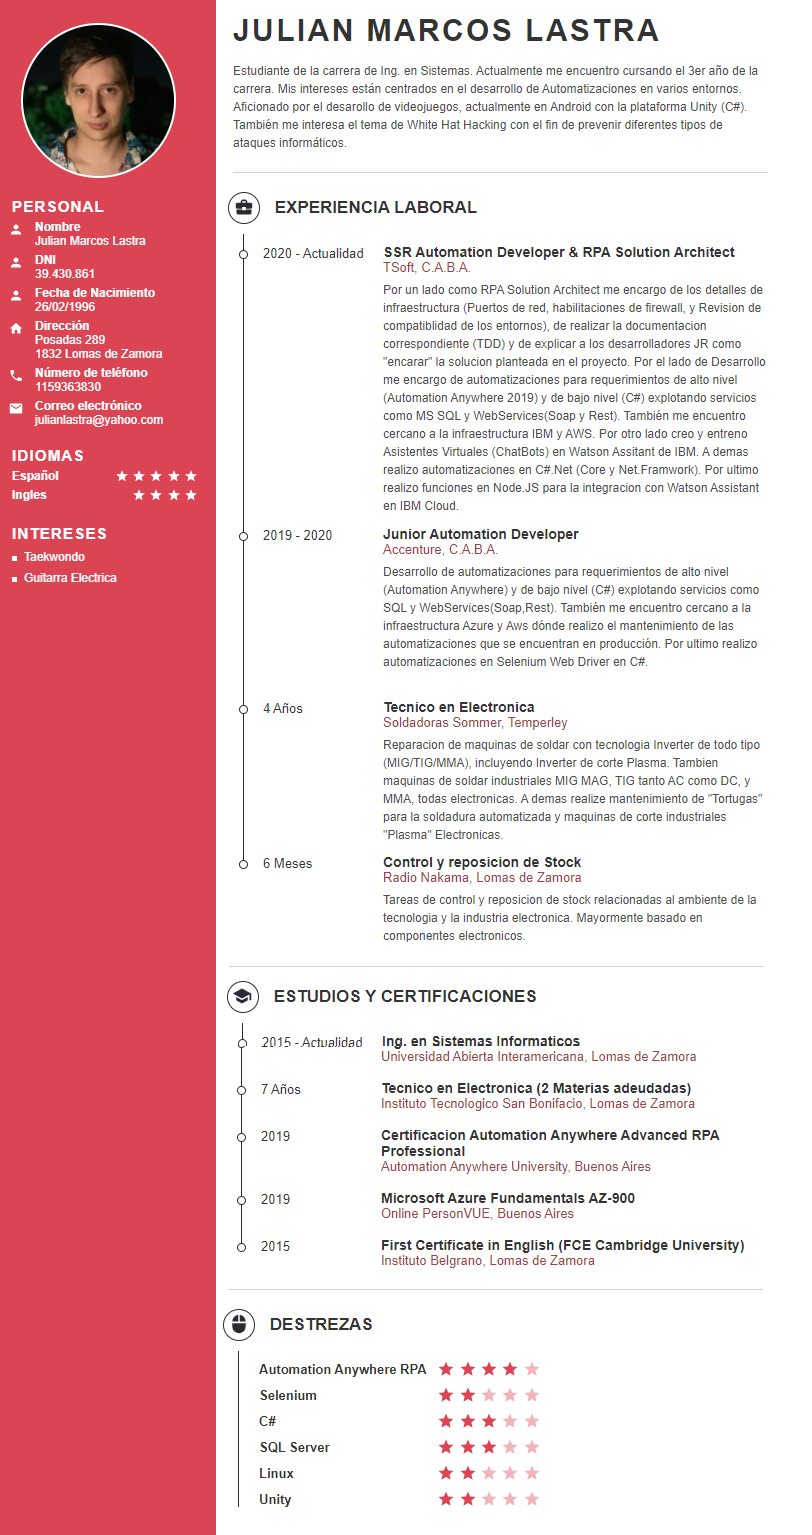 JULIAN MARCOS LASTRA
Estudiante de la carrera de Ing. en Sistemas. Actualmente me encuentro cursando el 3er año de la
carrera. Mis intereses están centrados en el desarrollo de Automatizaciones en varios entornos.
Aficionado por el desarollo de videojuegos, actualmente en Android con la plataforma Unity (C#).
También me interesa el tema de White Hat Hacking con el fin de prevenir diferentes tipos de
ataques informáticos.
PERSONAL
Nombre
Julian Marcos Lastra
DNI
39.430.861
Fecha de Nacimiento
26/02/1996
Dirección
Posadas 289
1832 Lomas de Zamora
Número de teléfono
1159363830
Correo electrónico
julianlastra@yahoo.com
IDIOMAS
Español
Ingles
INTERESES
Taekwondo
Guitarra Electrica
EXPERIENCIA LABORAL
2020 - Actualidad
SSR Automation Developer & RPA Solution Architect
TSoft, C.A.B.A.
Por un lado como RPA Solution Architect me encargo de los detalles de
infraestructura (Puertos de red, habilitaciones de firewall, y Revision de
compatiblidad de los entornos), de realizar la documentacion
correspondiente (TDD) y de explicar a los desarrolladores JR como
"encarar" la solucion planteada en el proyecto. Por el lado de Desarrollo
me encargo de automatizaciones para requerimientos de alto nivel
(Automation Anywhere 2019) y de bajo nivel (C#) explotando servicios
como MS SQL y WebServices(Soap y Rest). También me encuentro
cercano a la infraestructura IBM y AWS. Por otro lado creo y entreno
Asistentes Virtuales (ChatBots) en Watson Assitant de IBM. A demas
realizo automatizaciones en C#.Net (Core y Net.Framwork). Por ultimo
realizo funciones en Node.JS para la integracion con Watson Assistant
en IBM Cloud.
2019 - 2020
Junior Automation Developer
Accenture, C.A.B.A.
Desarrollo de automatizaciones para requerimientos de alto nivel
(Automation Anywhere) y de bajo nivel (C#) explotando servicios como
SQL y WebServices(Soap,Rest). También me encuentro cercano a la
infraestructura Azure y Aws dónde realizo el mantenimiento de las
automatizaciones que se encuentran en producción. Por ultimo realizo
automatizaciones en Selenium Web Driver en C#.
4 Años
Tecnico en Electronica
Soldadoras Sommer, Temperley
Reparacion de maquinas de soldar con tecnologia Inverter de todo tipo
(MIG/TIG/MMA), incluyendo Inverter de corte Plasma. Tambien
maquinas de soldar industriales MIG MAG, TIG tanto AC como DC, y
MMA, todas electronicas. A demas realize mantenimiento de "Tortugas"
para la soldadura automatizada y maquinas de corte industriales
"Plasma" Electronicas.
6 Meses
Control y reposicion de Stock
Radio Nakama, Lomas de Zamora
Tareas de control y reposicion de stock relacionadas al ambiente de la
tecnologia y la industria electronica. Mayormente basado en
componentes electronicos.
ESTUDIOS Y CERTIFICACIONES
2015 - Actualidad
Ing. en Sistemas Informaticos
Universidad Abierta Interamericana, Lomas de Zamora
7 Años
Tecnico en Electronica (2 Materias adeudadas)
Instituto Tecnologico San Bonifacio, Lomas de Zamora
2019
Certificacion Automation Anywhere Advanced RPA
Professional
Automation Anywhere University, Buenos Aires
2019
Microsoft Azure Fundamentals AZ-900
Online PersonVUE, Buenos Aires
2015
First Certificate in English (FCE Cambridge University)
Instituto Belgrano, Lomas de Zamora
DESTREZAS
Automation Anywhere RPA
Selenium
C#
SQL Server
Linux
Unity